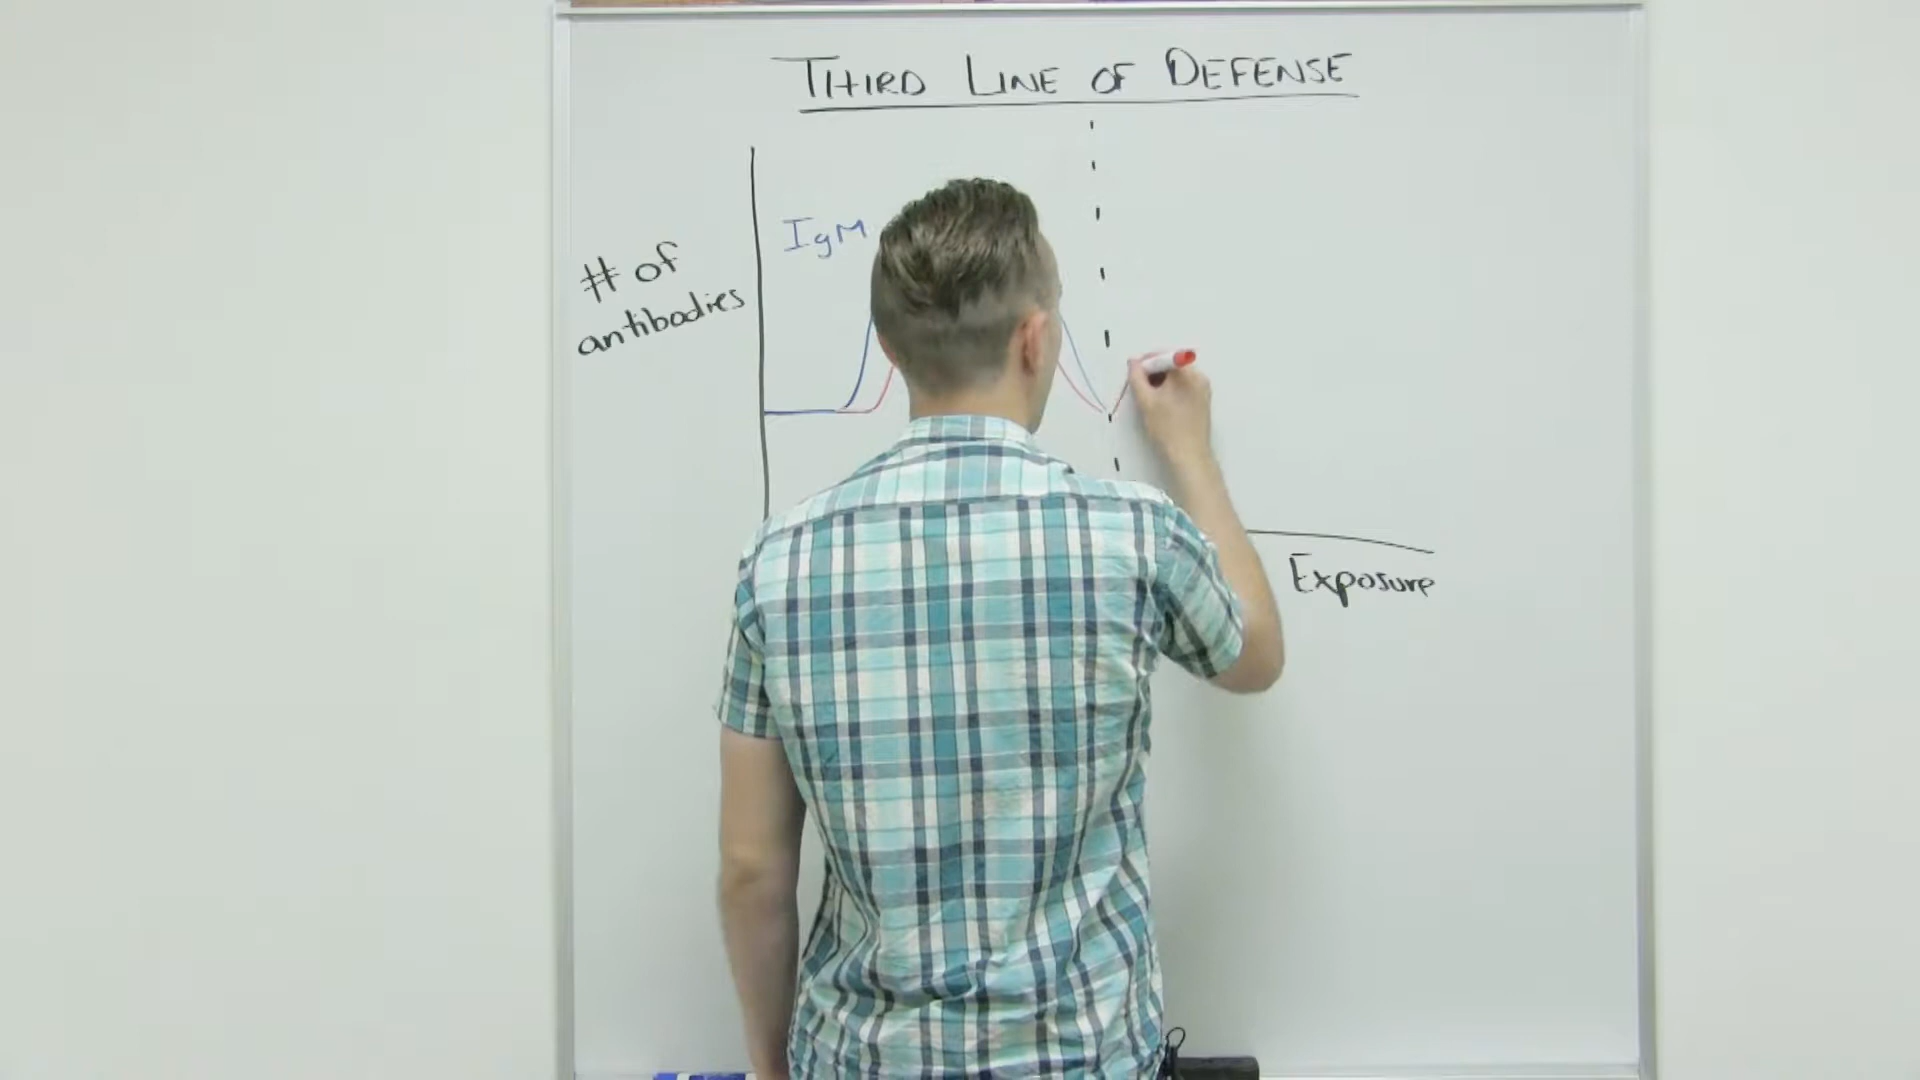 THIRD LINE OF DEFENSE
IgM
# of
antibodies
Exposure